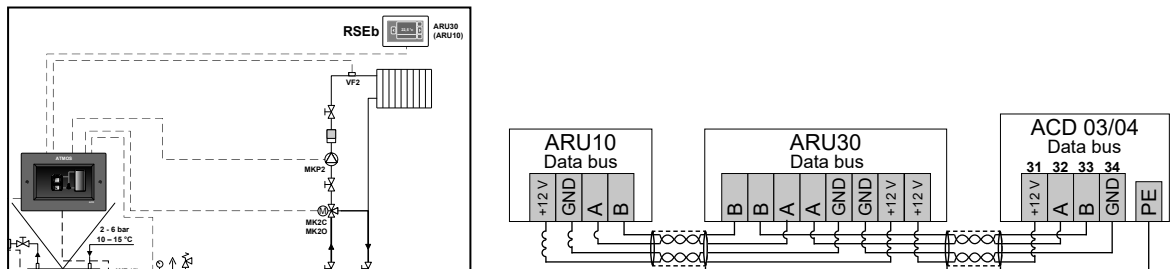 RSEb
ARU30
(ARU10)
VF2
ATMOS
MKP2
MK2C
MK2O
M
2 - 6 bar
10 – 15 °C
ARU10
Data bus
+12 V
GND
A
B
ARU30
Data bus
B
B
A
A
GND
GND
+12 V
+12 V
ACD 03/04
Data bus
31 32 33 34
+12 V
A
B
GND
PE